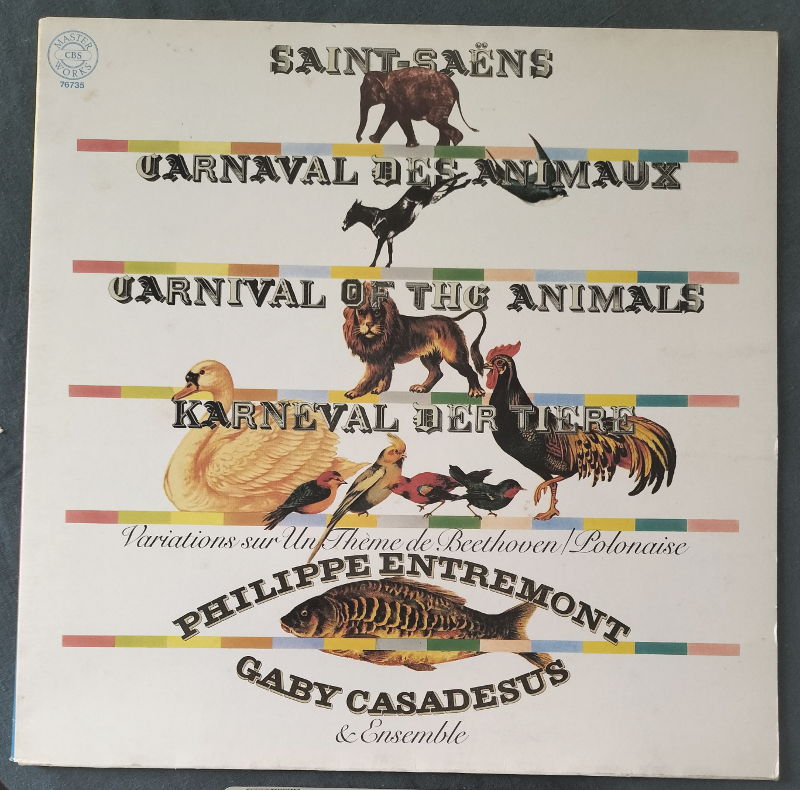 MASTER
CBS
WORKS
76735
SAINT-SAËNS
CARNAVAL DES ANIMAUX
CARNIVAL OF THE ANIMALS
KARNEVAL DER TIERE
Variations sur Un Thème de Beethoven/Polonaise
PHILIPPE ENTREMONT
GABY CASADESUS
& Ensemble